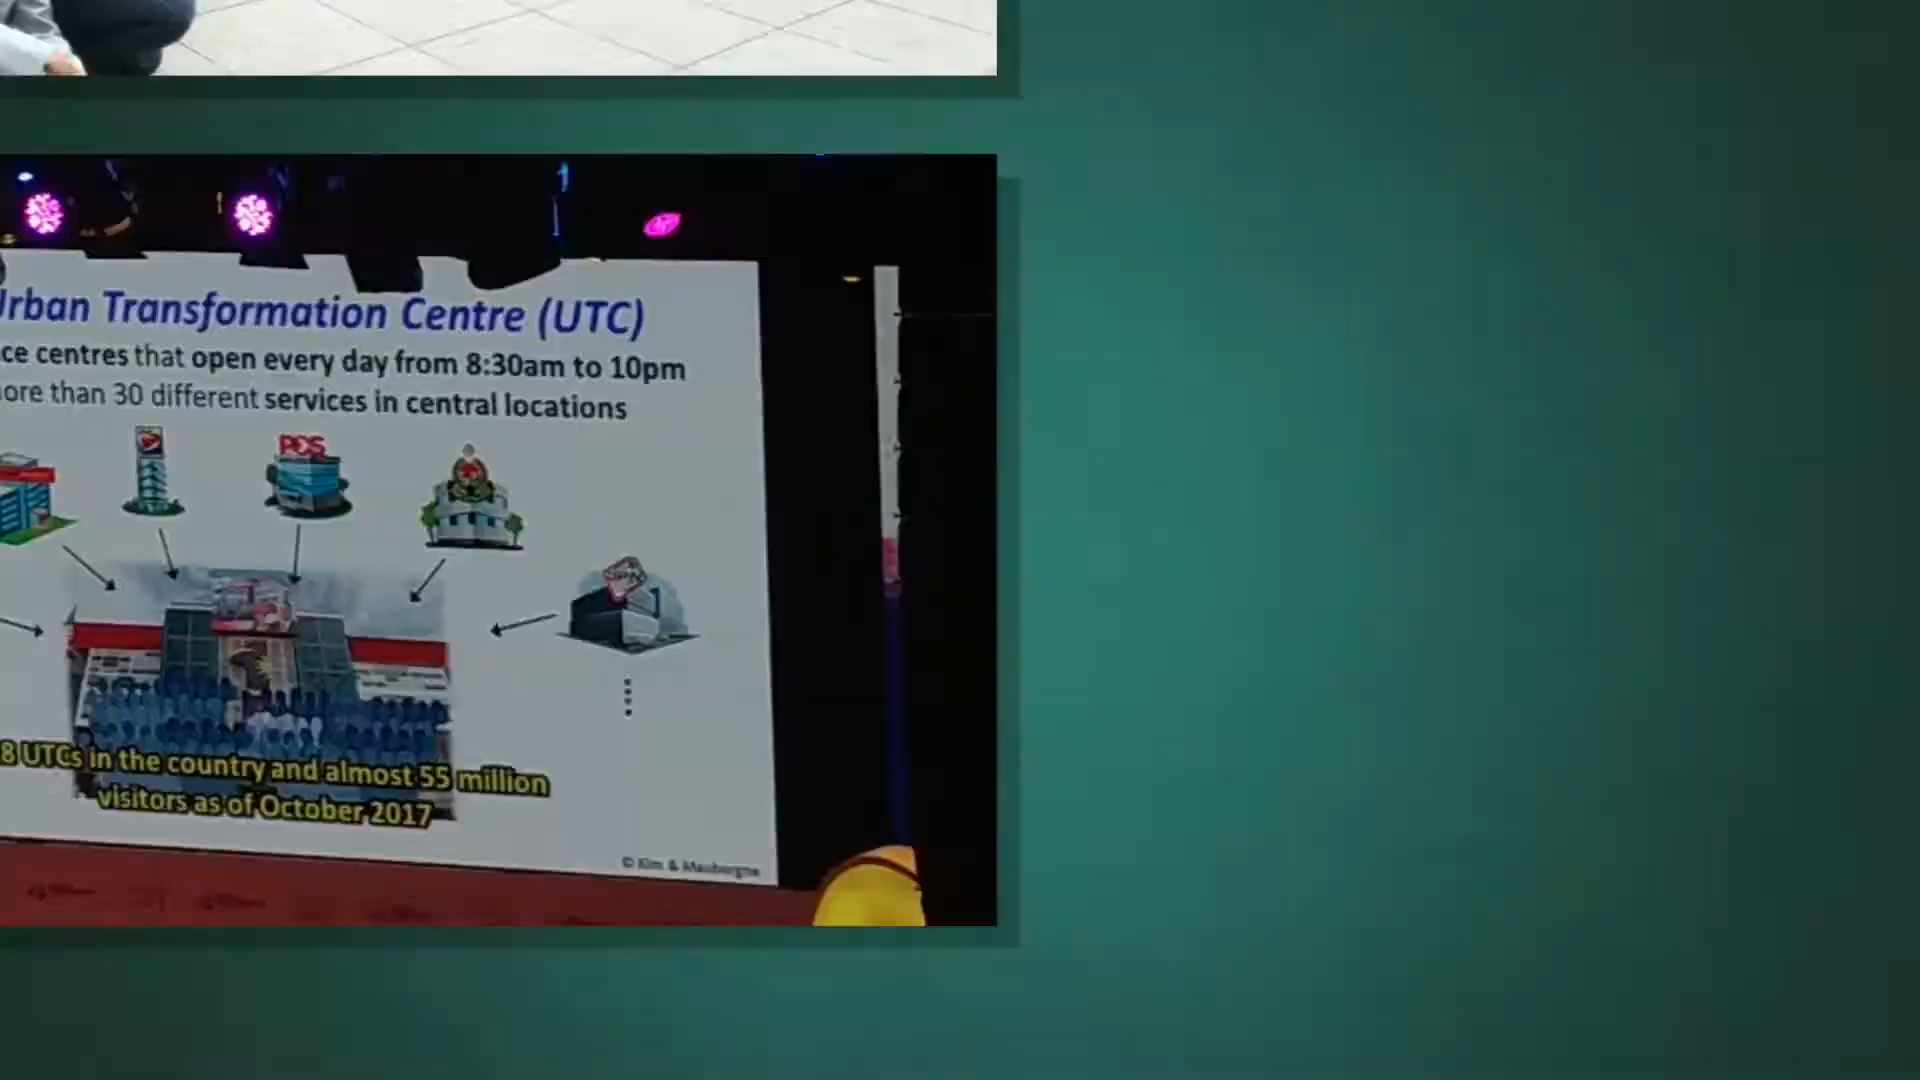 Urban Transformation Centre (UTC)
ce centres that open every day from 8:30am to 10pm
ore than 30 different services in central locations
POS
8 UTCs in the country and almost 55 million
visitors as of October 2017
© Kim & Mauborgne